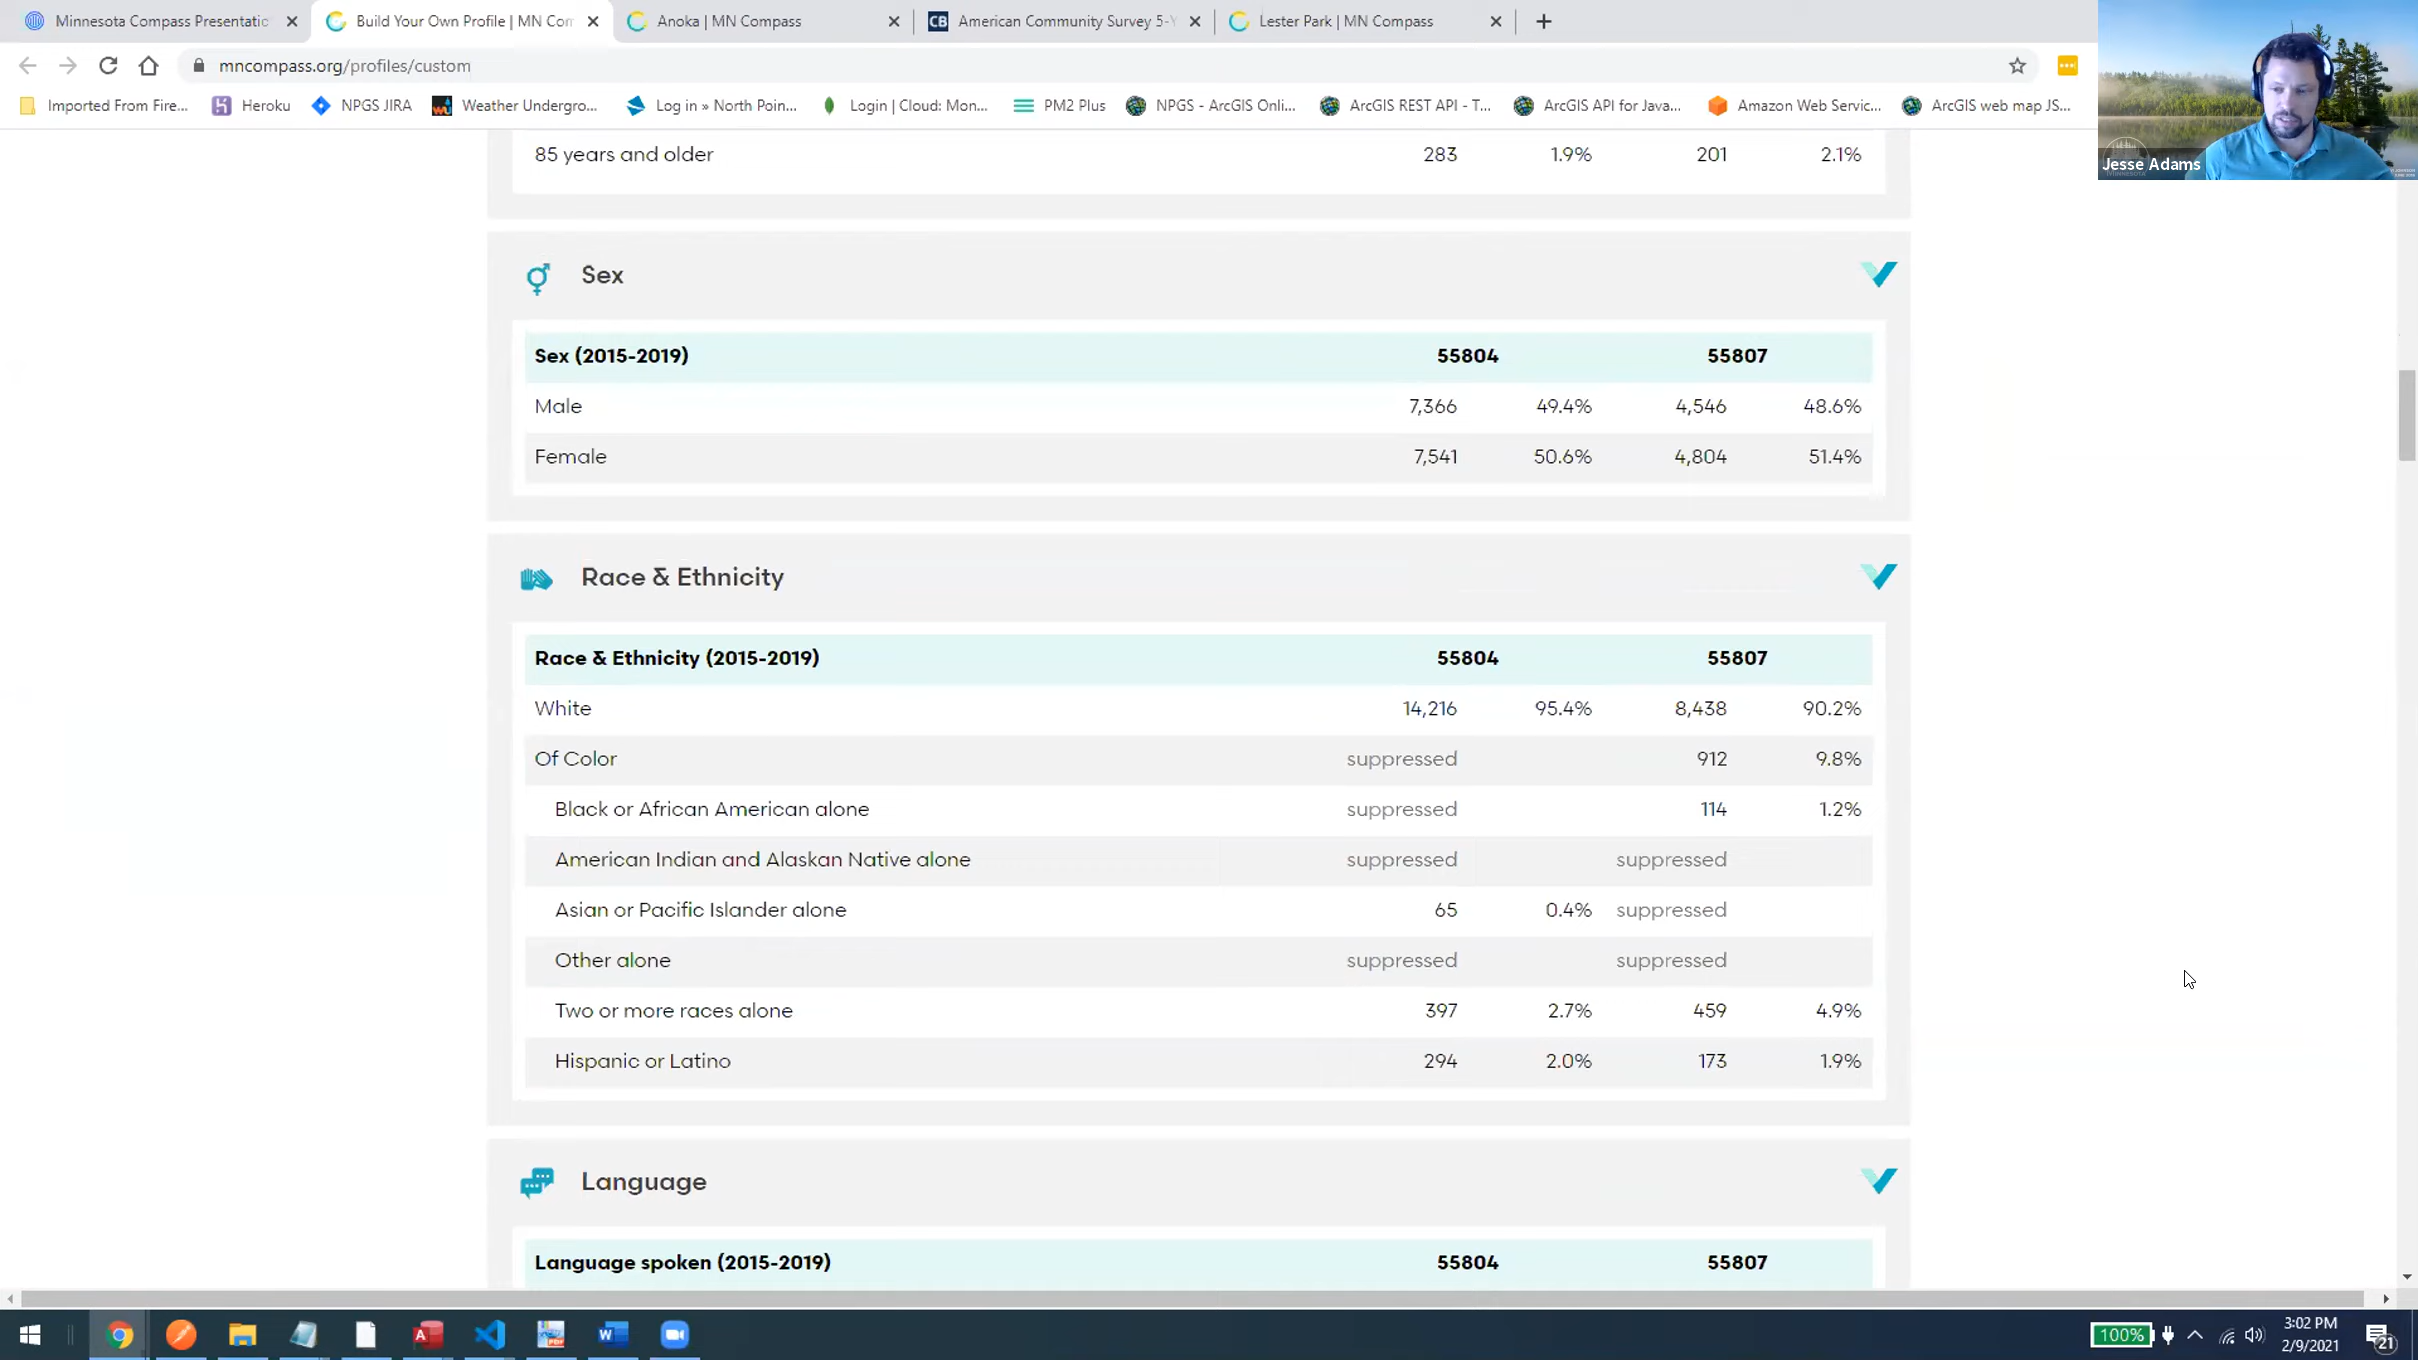 Minnesota Compass Presentatic
Build Your Own Profile | MN Com
Anoka | MN Compass
American Community Survey 5-Y
Lester Park | MN Compass
mncompass.org/profiles/custom
Imported From Fire...
Heroku
NPGS JIRA
Weather Undergro...
Log in » North Poin...
Login | Cloud: Mon...
PM2 Plus
NPGS - ArcGIS Onli...
ArcGIS REST API - T...
ArcGIS API for Java...
Amazon Web Servic...
ArcGIS web map JS...
Jesse Adams
85 years and older 283 1.9% 201 2.1%
Sex
Sex (2015-2019) 55804 55807
Male 7,366 49.4% 4,546 48.6%
Female 7,541 50.6% 4,804 51.4%
Race & Ethnicity
Race & Ethnicity (2015-2019) 55804 55807
White 14,216 95.4% 8,438 90.2%
Of Color suppressed 912 9.8%
Black or African American alone suppressed 114 1.2%
American Indian and Alaskan Native alone suppressed suppressed
Asian or Pacific Islander alone 65 0.4% suppressed
Other alone suppressed suppressed
Two or more races alone 397 2.7% 459 4.9%
Hispanic or Latino 294 2.0% 173 1.9%
Language
Language spoken (2015-2019) 55804 55807
100%
3:02 PM
2/9/2021
21